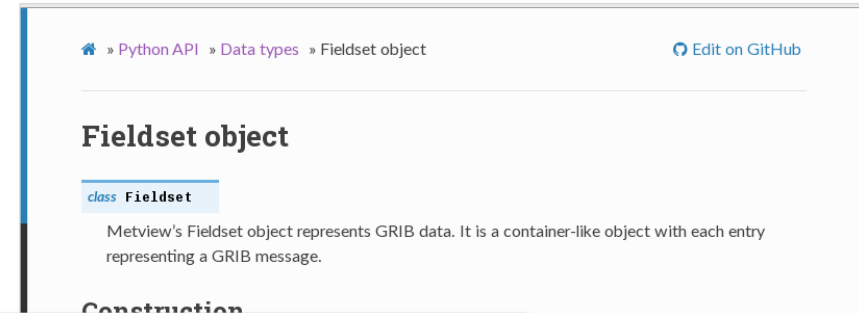 » Python API » Data types » Fieldset object
Edit on GitHub
Fieldset object
class Fieldset
Metview's Fieldset object represents GRIB data. It is a container-like object with each entry
representing a GRIB message.
Construction